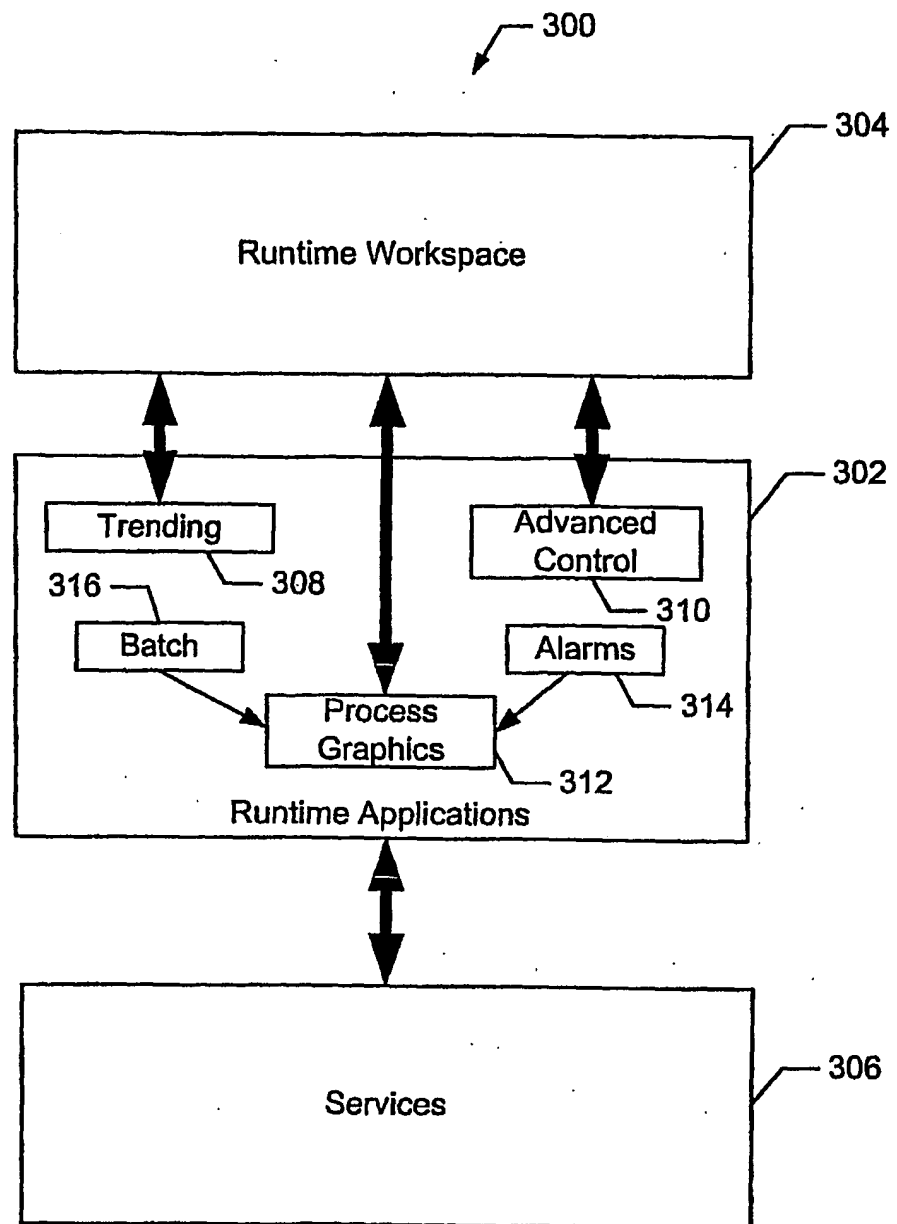 300
304
Runtime Workspace
302
Trending
308
Advanced
Control
310
316
Batch
Alarms
314
Process
Graphics
312
Runtime Applications
306
Services